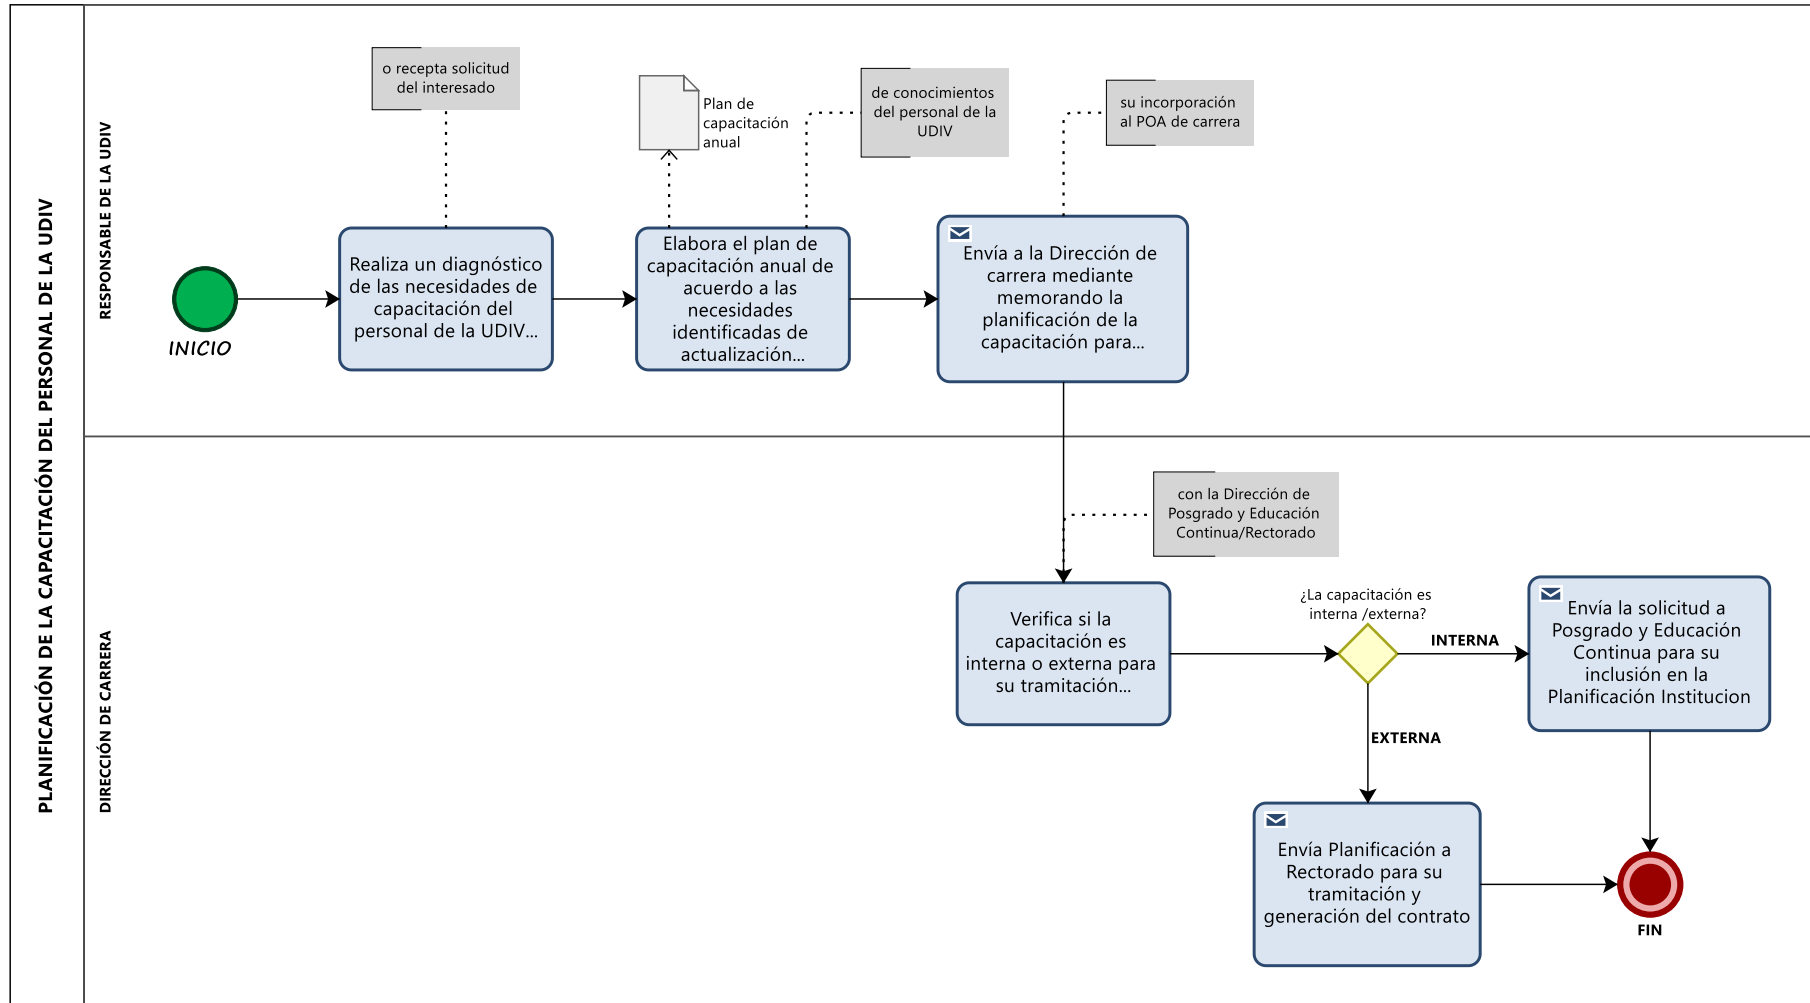 PLANIFICACIÓN DE LA CAPACITACIÓN DEL PERSONAL DE LA UDIV
RESPONSABLE DE LA UDIV
INICIO
o recepta solicitud
del interesado
Realiza un diagnóstico
de las necesidades de
capacitación del
personal de la UDIV...
Plan de
capacitación
anual
de conocimientos
del personal de la
UDIV
Elabora el plan de
capacitación anual de
acuerdo a las
necesidades
identificadas de
actualización...
su incorporación
al POA de carrera
Envía a la Dirección de
carrera mediante
memorando la
planificación de la
capacitación para...
DIRECCIÓN DE CARRERA
con la Dirección de
Posgrado y Educación
Continua/Rectorado
Verifica si la
capacitación es
interna o externa para
su tramitación...
¿La capacitación es
interna /externa?
INTERNA
Envía la solicitud a
Posgrado y Educación
Continua para su
inclusión en la
Planificación Institucion
EXTERNA
Envía Planificación a
Rectorado para su
tramitación y
generación del contrato
FIN